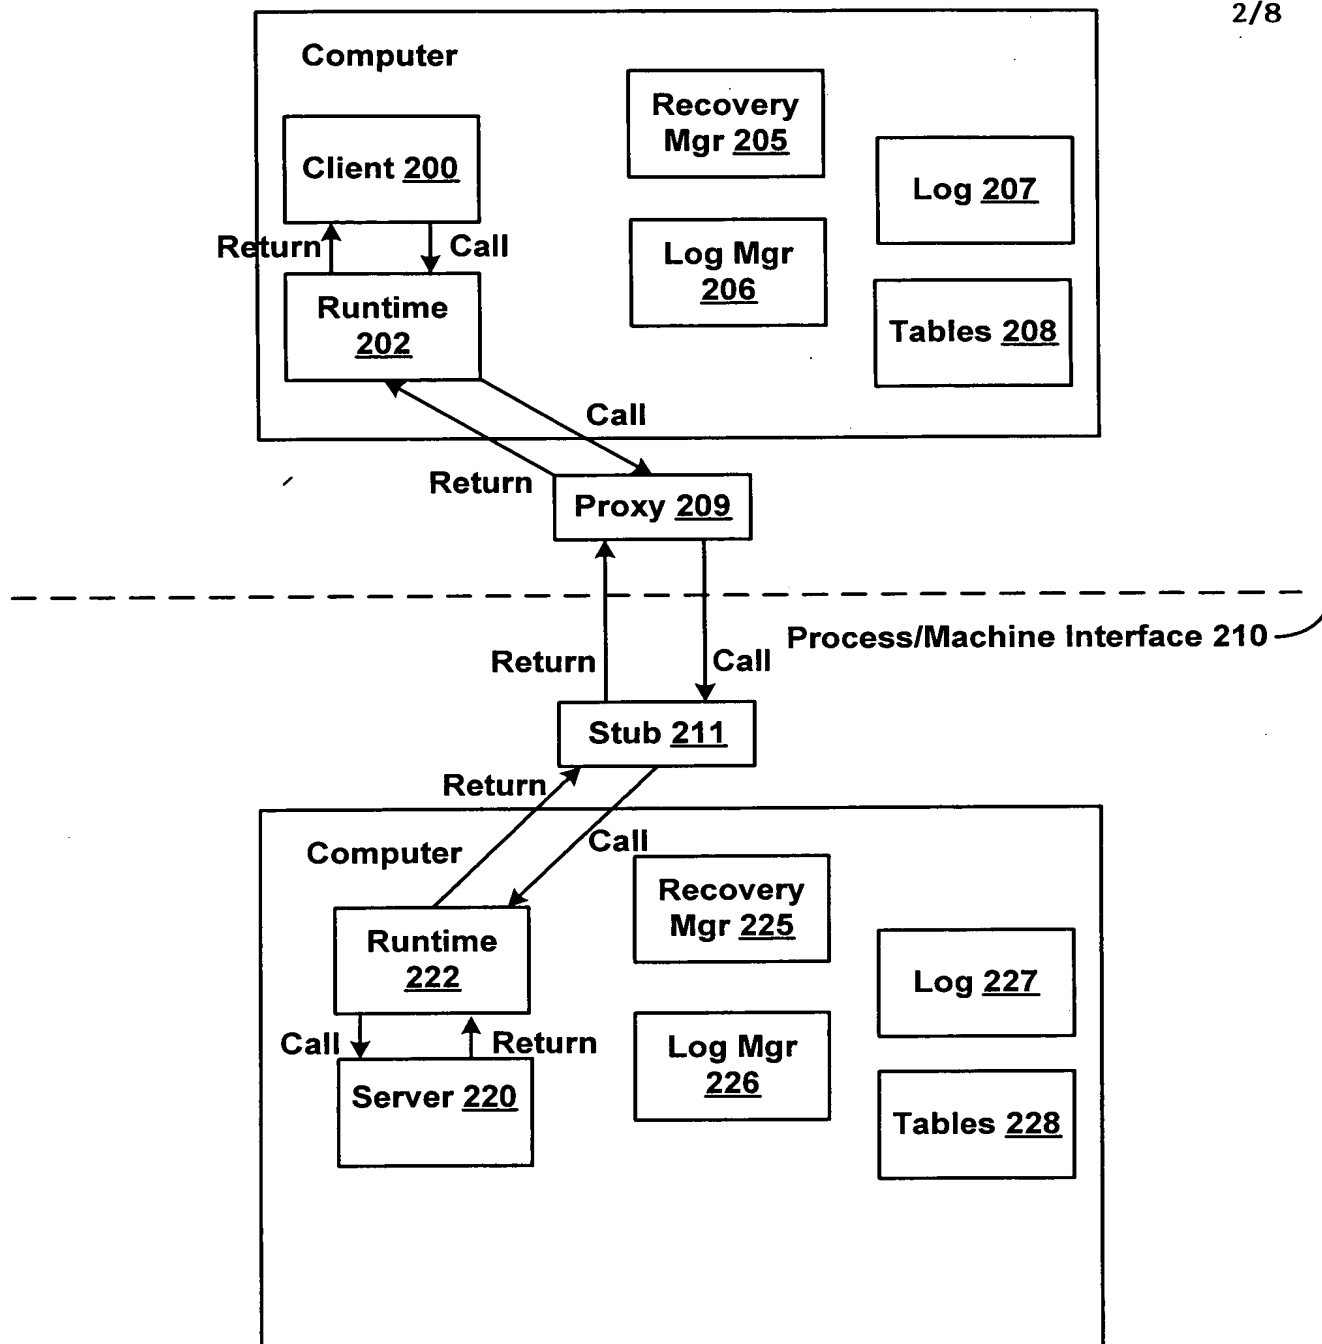 2/8
Computer
Recovery
Mgr 205
Client 200
Log 207
Return
Call
Log Mgr
206
Runtime
202
Tables 208
Call
Return
Proxy 209
Process/Machine Interface 210
Return
Call
Stub 211
Return
Call
Computer
Recovery
Mgr 225
Runtime
222
Log 227
Call
Return
Log Mgr
226
Server 220
Tables 228